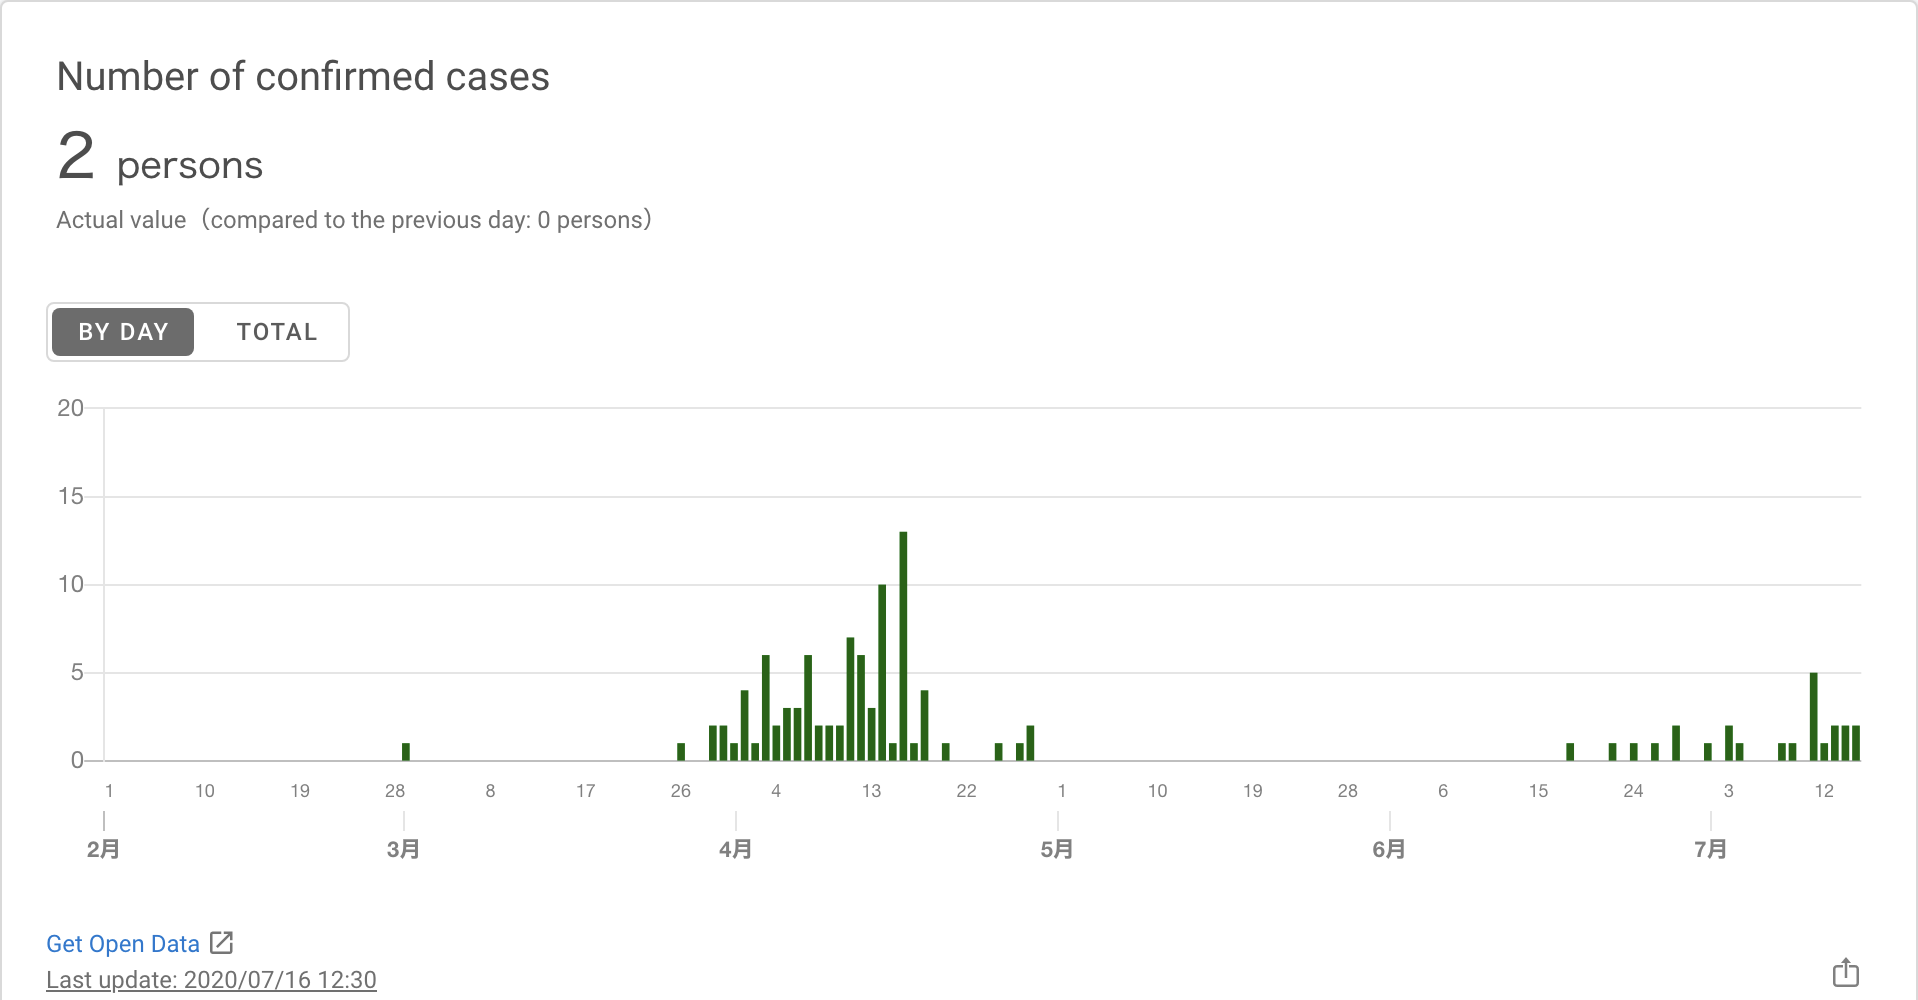 Number of confirmed cases
2 persons
Actual value（compared to the previous day: 0 persons）
BY DAY TOTAL
20
15
10
5
0
1 10 19 28 8 17 26 4 13 22 1 10 19 28 6 15 24 3 12
2月 3月 4月 5月 6月 7月
Get Open Data
Last update: 2020/07/16 12:30